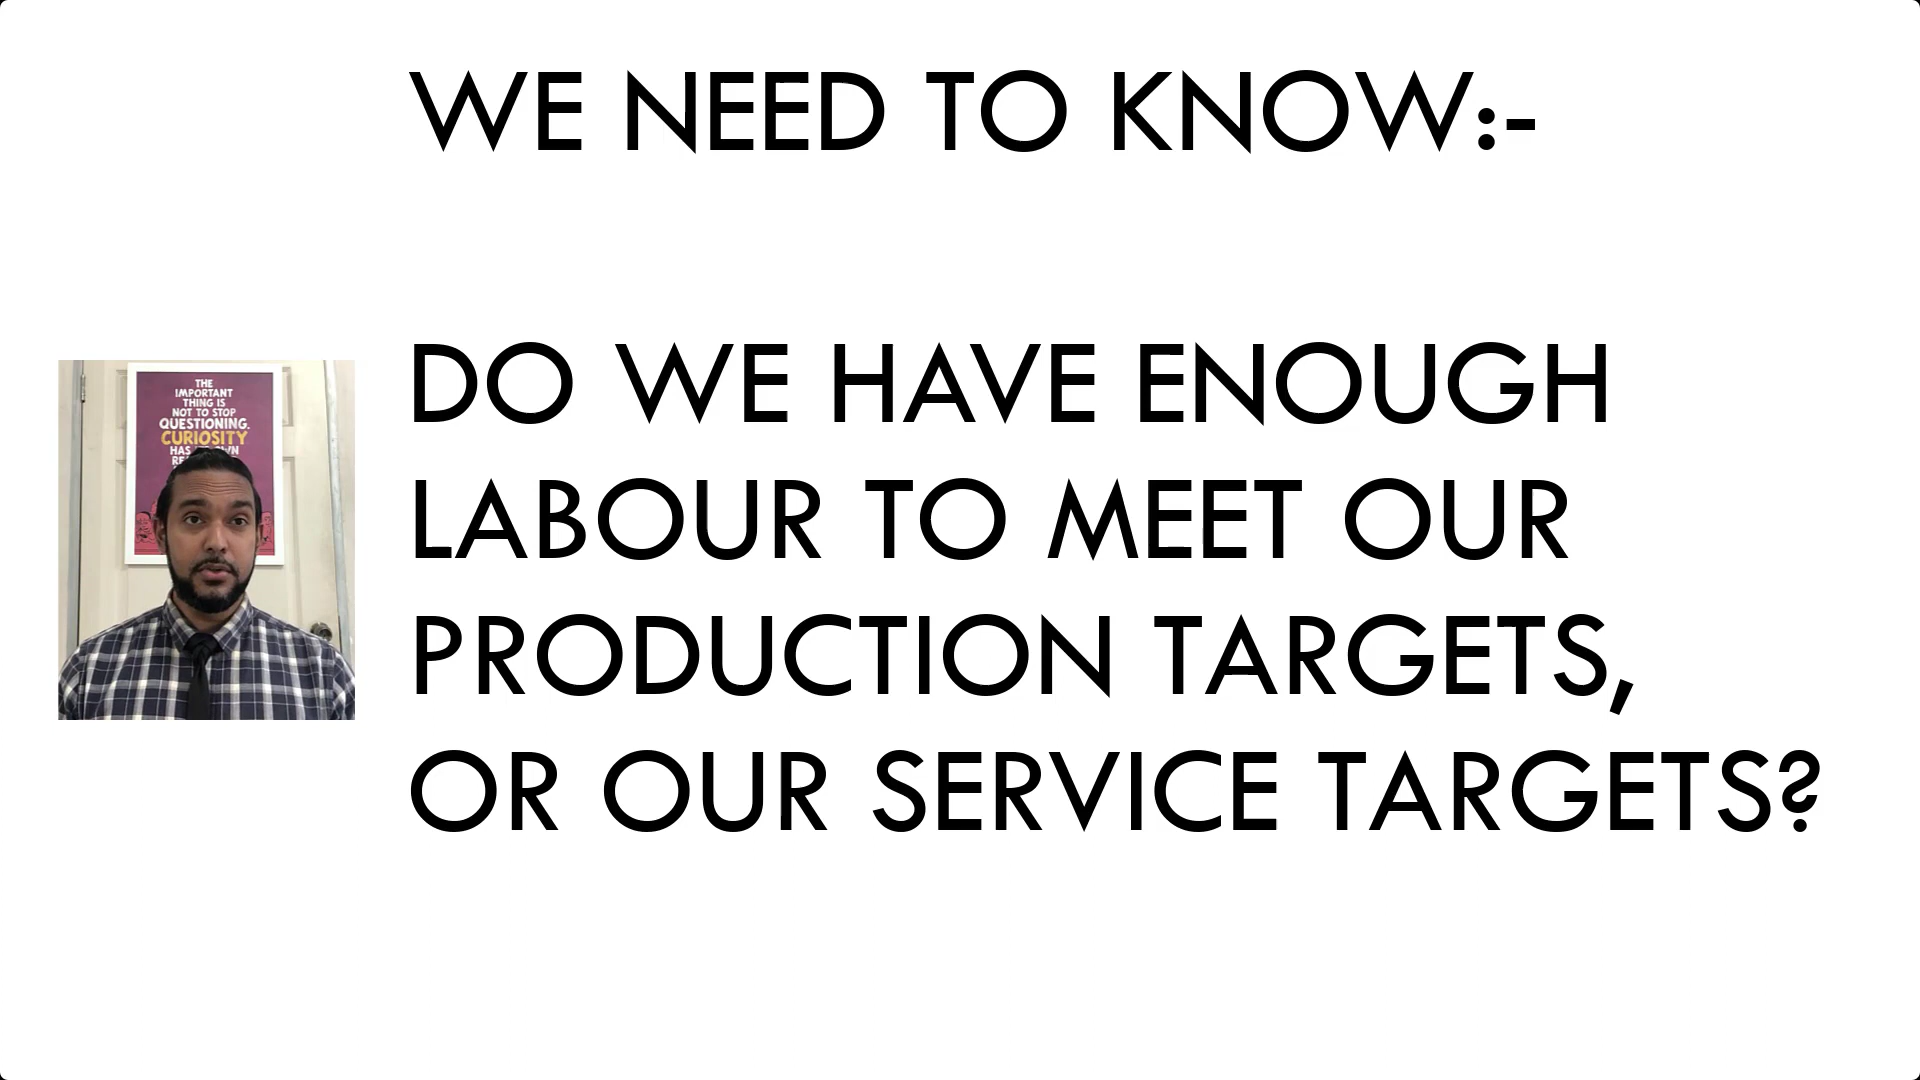 WE NEED TO KNOW:-
DO WE HAVE ENOUGH
LABOUR TO MEET OUR
PRODUCTION TARGETS,
OR OUR SERVICE TARGETS?
THE
IMPORTANT
THING IS
NOT TO STOP
QUESTIONING.
CURIOSITY
HAS